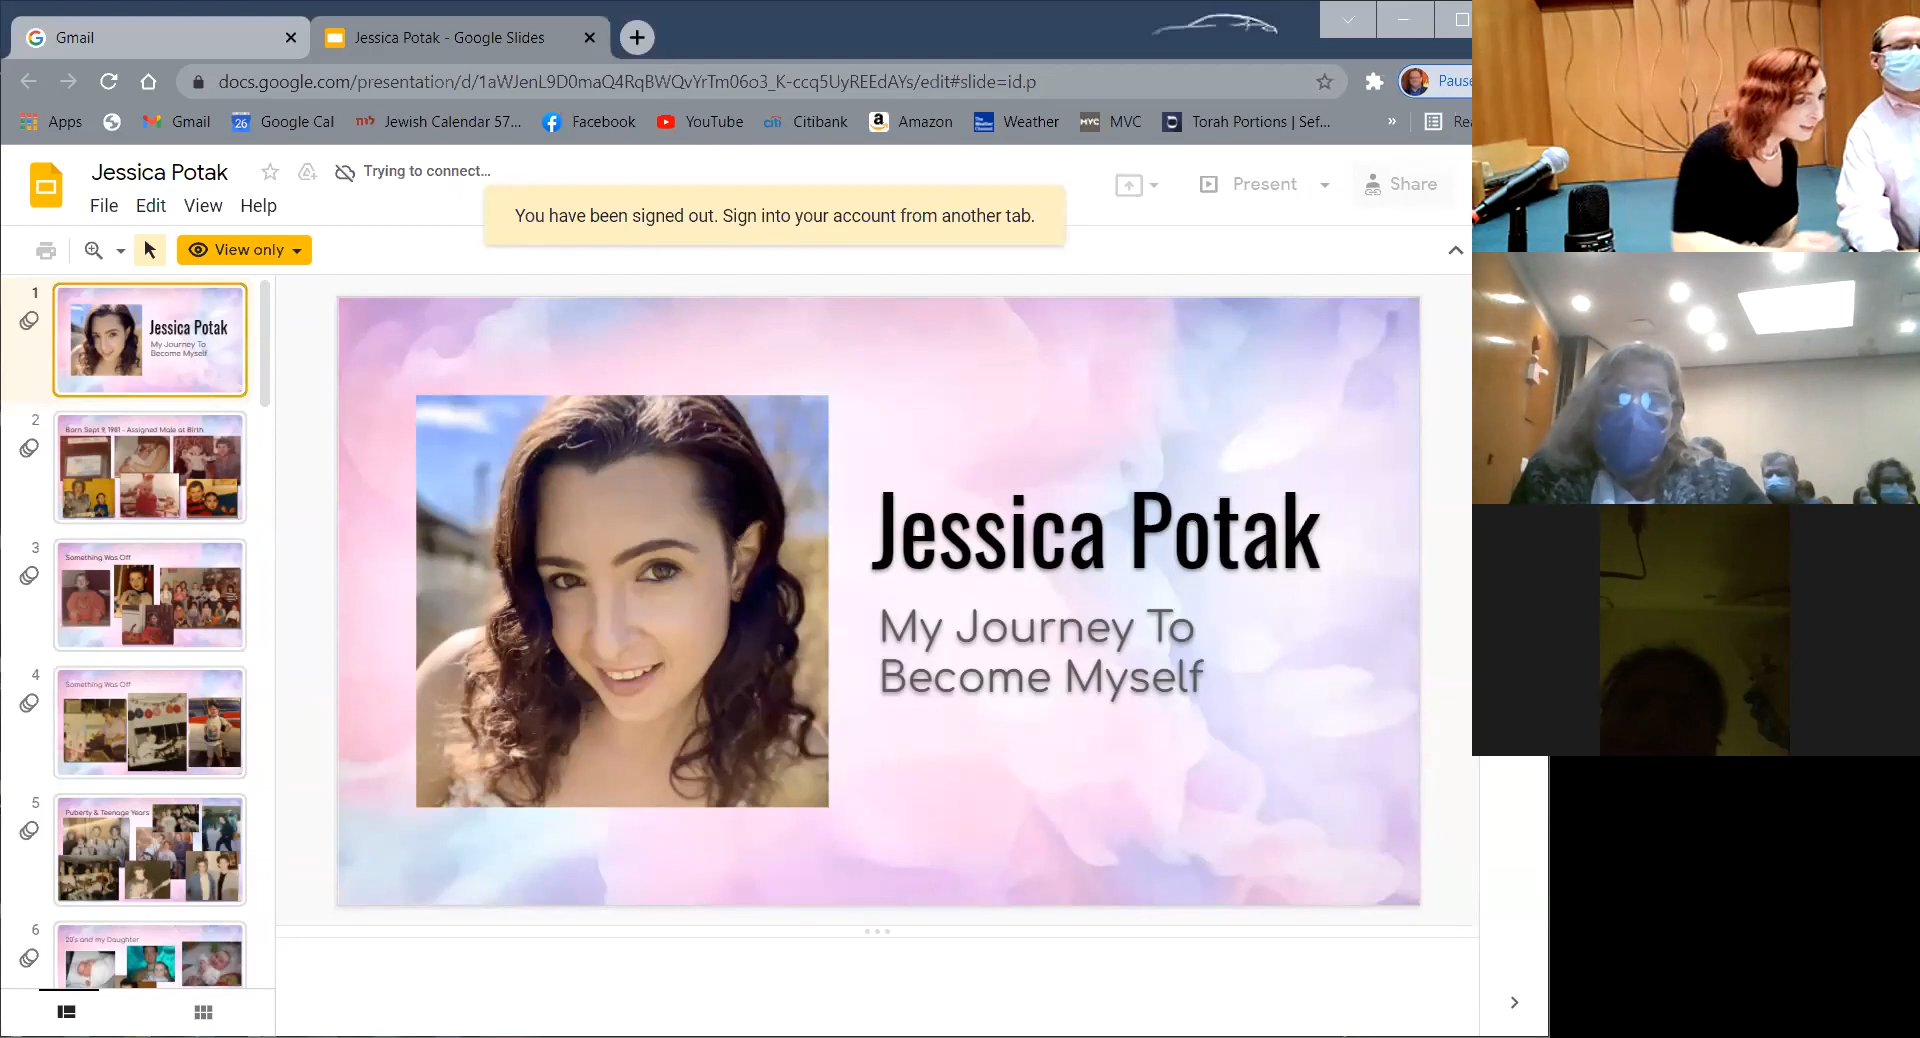 Gmail
Jessica Potak - Google Slides
docs.google.com/presentation/d/1aWJenL9D0maQ4RqBWQvYrTm06o3_K-ccq5UyREEdAYs/edit#slide=id.p
Paus
Apps
Gmail
26
Google Cal
Jewish Calendar 57...
Facebook
YouTube
citi
Citibank
Amazon
Weather
MVC
MVC
Torah Portions | Sef...
»
Rea
Jessica Potak
Trying to connect...
File Edit View Help
You have been signed out. Sign into your account from another tab.
Present
Share
View only
1
Jessica Potak
My Journey To
Become Myself
2
Born Sept 9, 1981 - Assigned Male at Birth
3
Something Was Off
4
Something Was Off
5
Puberty & Teenage Years
6
20's and my Daughter
Jessica Potak
My Journey To
Become Myself